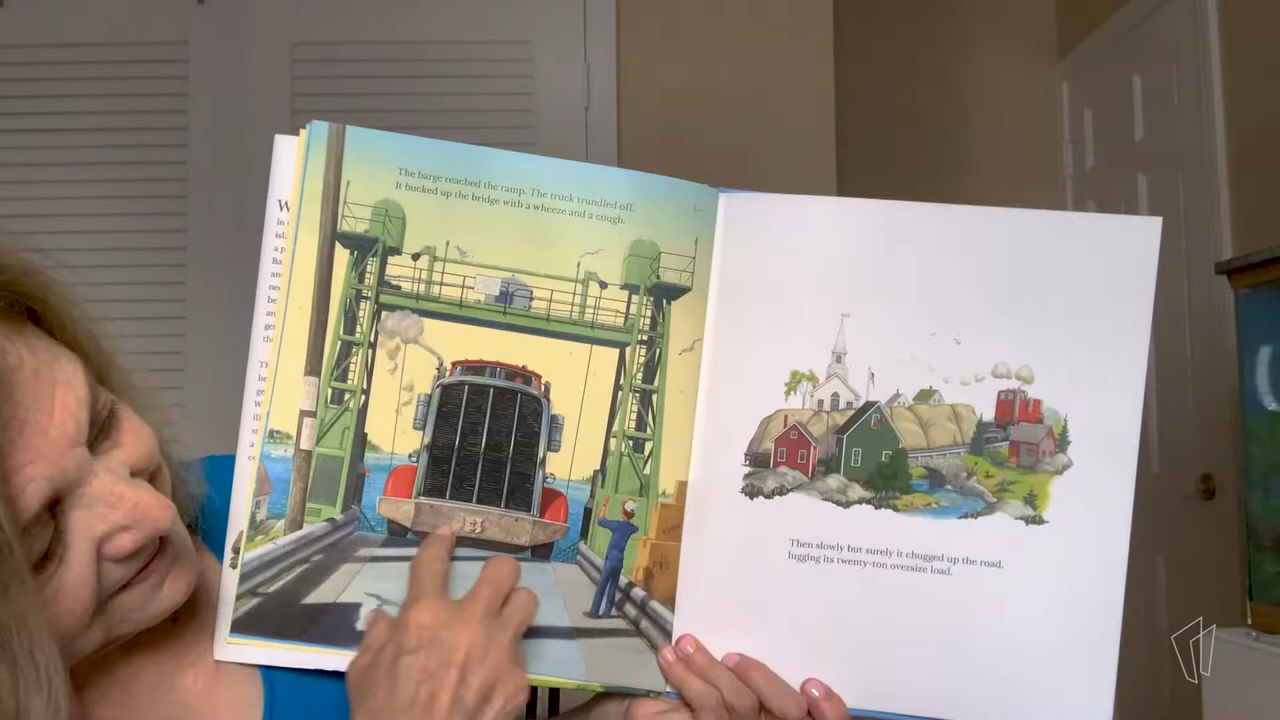 The barge reached the ramp. The truck trundled off.
It bucked up the bridge with a wheeze and a cough.
Then slowly but surely it chugged up the road,
lugging its twenty-ton oversize load.